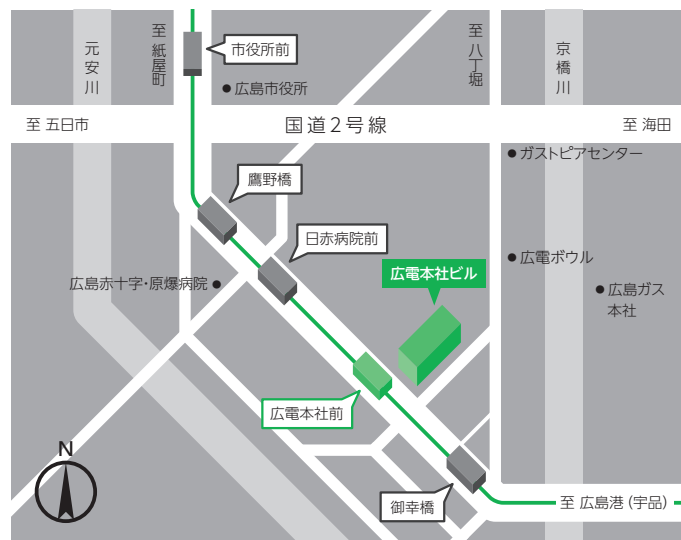 至 紙屋町
至 八丁堀
元安川
京橋川
市役所前
広島市役所
至 五日市
国道2号線
至 海田
ガストピアセンター
鷹野橋
日赤病院前
広電ボウル
広電本社ビル
広島赤十字・原爆病院
広島ガス
本社
広電本社前
N
御幸橋
至 広島港（宇品）